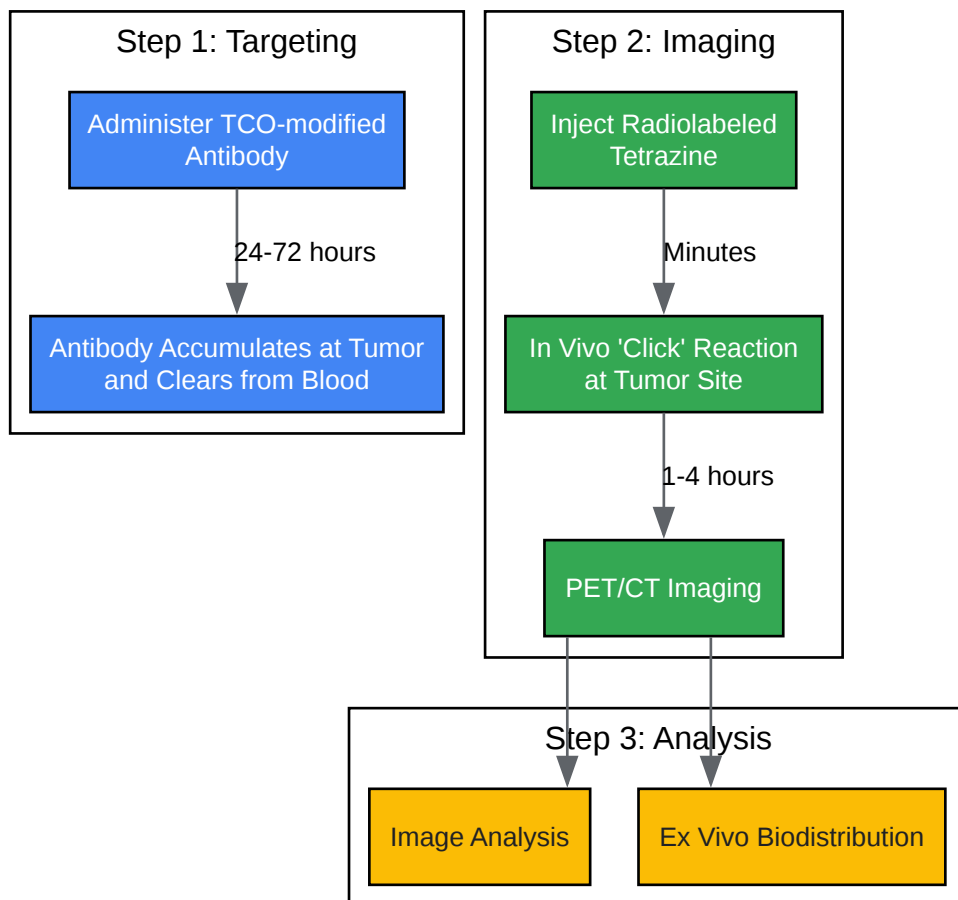 Step 1: Targeting
Administer TCO-modified
Antibody
24-72 hours
Antibody Accumulates at Tumor
and Clears from Blood
Step 2: Imaging
Inject Radiolabeled
Tetrazine
Minutes
In Vivo 'Click' Reaction
at Tumor Site
1-4 hours
PET/CT Imaging
Step 3: Analysis
Image Analysis
Ex Vivo Biodistribution